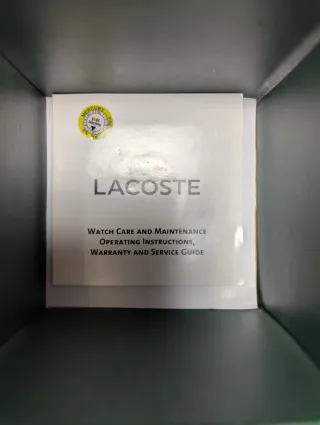 LACOSTE
WATCH CARE AND MAINTENANCE
OPERATING INSTRUCTIONS,
WARRANTY AND SERVICE GUIDE